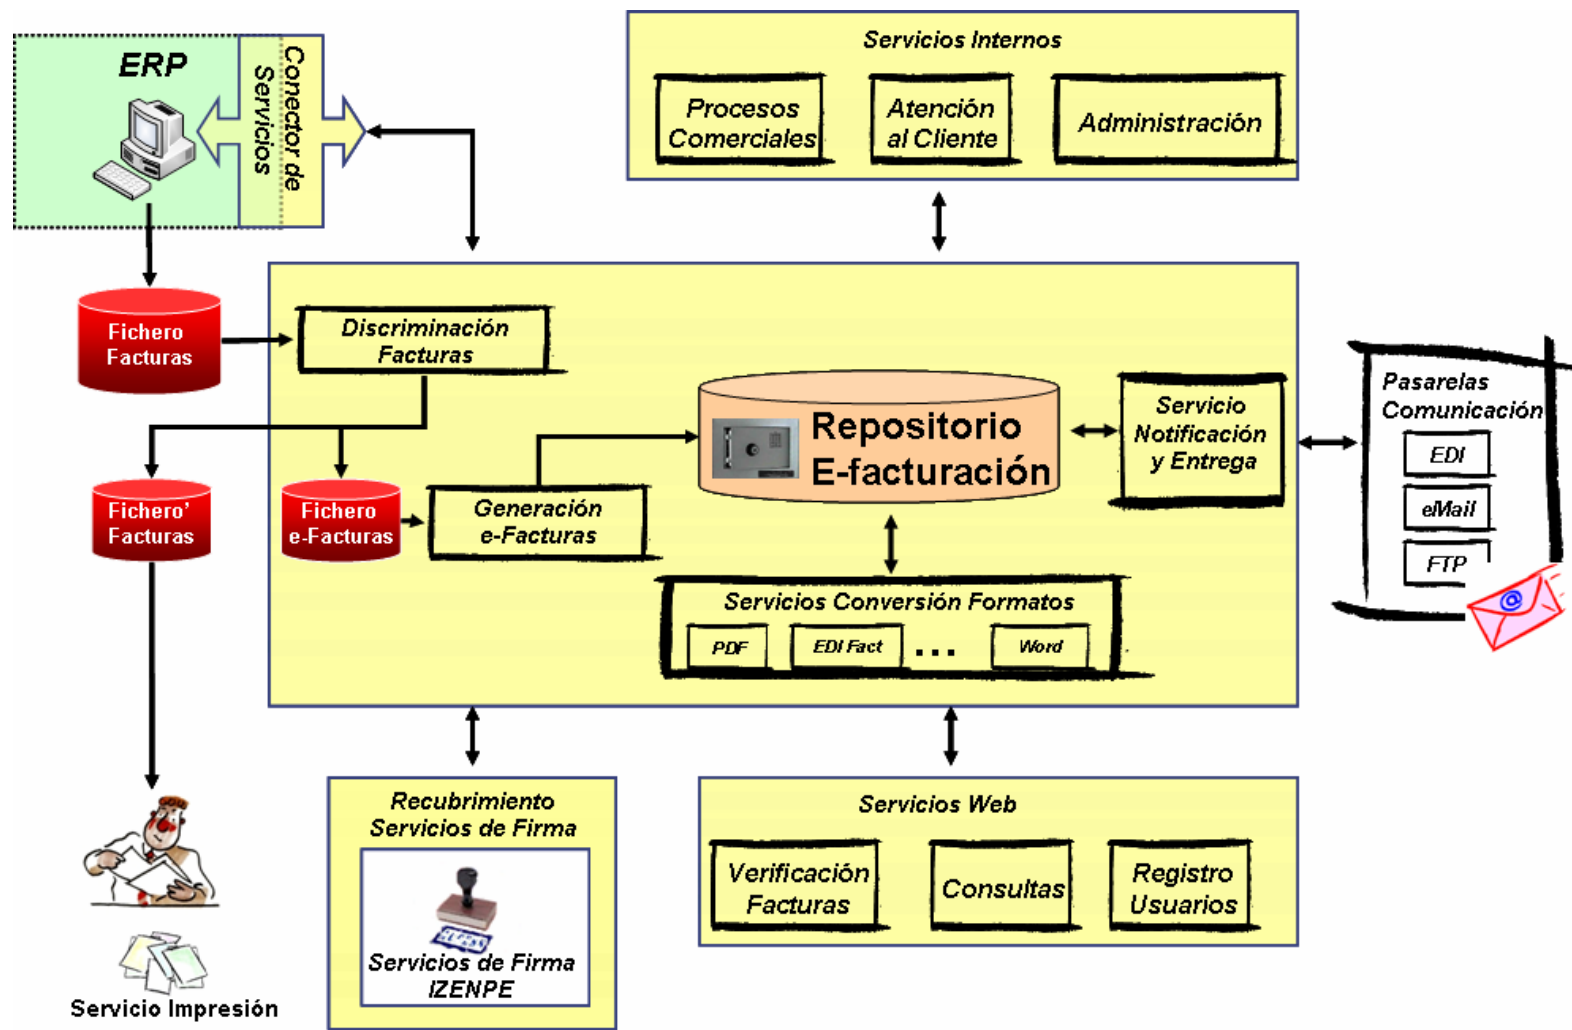 ERP
Conector de
Servicios
Servicios Internos
Procesos
Comerciales
Atención
al Cliente
Administración
Fichero
Facturas
Discriminación
Facturas
Repositorio
E-facturación
Servicio
Notificación
y Entrega
Pasarelas
Comunicación
EDI
eMail
FTP
@
Fichero'
Facturas
Fichero
e-Facturas
Generación
e-Facturas
Servicios Conversión Formatos
PDF
EDI Fact
...
Word
Recubrimiento
Servicios de Firma
Servicios de Firma
IZENPE
Servicios Web
Verificación
Facturas
Consultas
Registro
Usuarios
Servicio Impresión